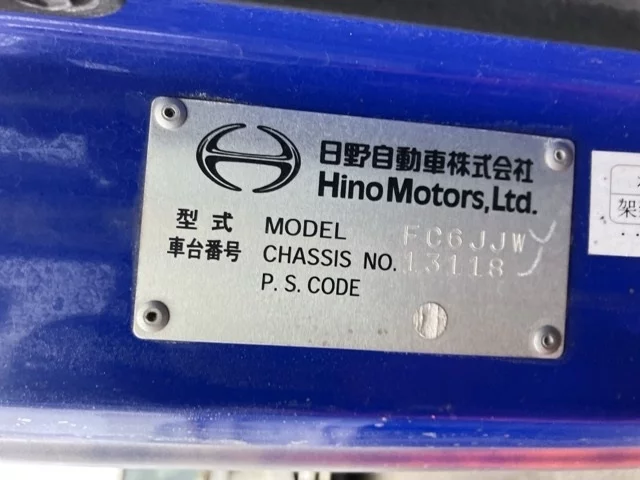 日野自動車株式会社
Hino Motors, Ltd.
型式 MODEL FC6JJW
車台番号 CHASSIS NO. 13118
P. S. CODE
架